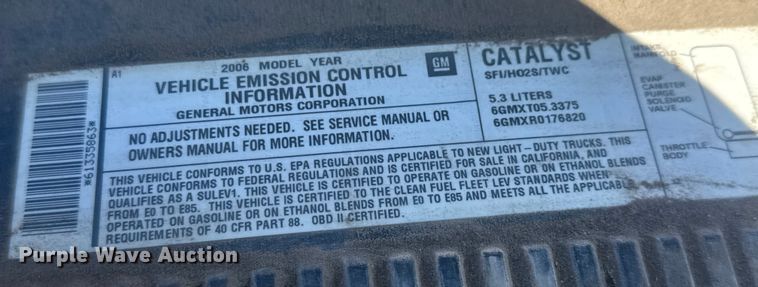 A1
2006 MODEL YEAR
VEHICLE EMISSION CONTROL
INFORMATION
GENERAL MOTORS CORPORATION
GM
CATALYST
SFI/HO2S/TWC
5.3 LITERS
6GMXT05.3375
6GMXR0176820
INTAKE
MANIFOLD
EVAP
CANISTER
PURGE
SOLENOID
VALVE
THROTTLE
BODY
NO ADJUSTMENTS NEEDED. SEE SERVICE MANUAL OR
OWNERS MANUAL FOR MORE INFORMATION.
*61335863*
THIS VEHICLE CONFORMS TO U.S. EPA REGULATIONS APPLICABLE TO NEW LIGHT-DUTY TRUCKS. THIS
VEHICLE CONFORMS TO FEDERAL REGULATIONS AND IS CERTIFIED FOR SALE IN CALIFORNIA, AND
QUALIFIES AS A SULEV1. THIS VEHICLE IS CERTIFIED TO OPERATE ON GASOLINE OR ON ETHANOL BLENDS
FROM E0 TO E85. THIS VEHICLE IS CERTIFIED TO THE CLEAN FUEL FLEET LEV STANDARDS WHEN
OPERATED ON GASOLINE OR ON ETHANOL BLENDS FROM E0 TO E85 AND MEETS ALL THE APPLICABLE
REQUIREMENTS OF 40 CFR PART 88. OBD II CERTIFIED.
Purple Wave Auction